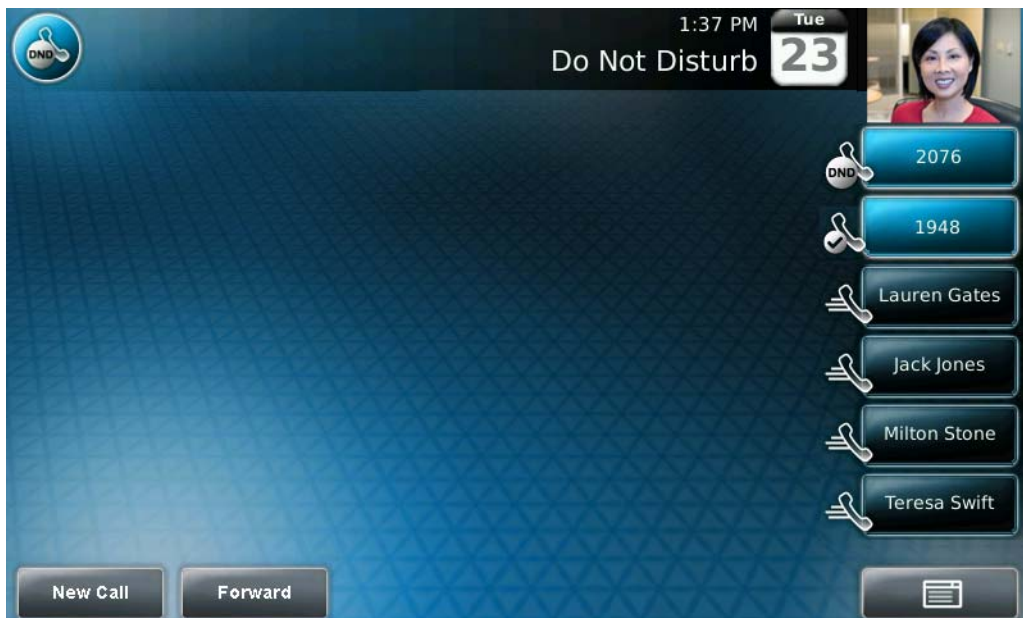 DND
1:37 PM
Do Not Disturb
Tue
23
DND
2076
1948
Lauren Gates
Jack Jones
Milton Stone
Teresa Swift
New Call
Forward